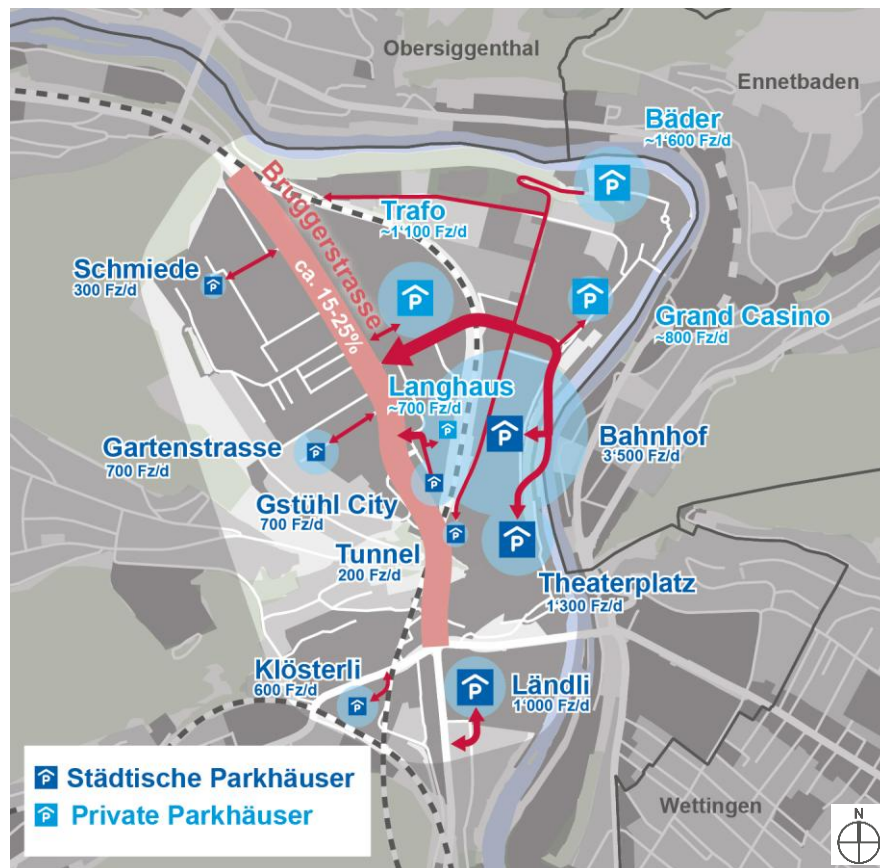 Obersiggenthal
Ennetbaden
Bäder
~1'600 Fz/d
Bruggerstrasse
ca. 15-25%
Trafo
~1'100 Fz/d
Schmiede
300 Fz/d
Grand Casino
~800 Fz/d
Langhaus
~700 Fz/d
Bahnhof
3'500 Fz/d
Gartenstrasse
700 Fz/d
Gstühl City
700 Fz/d
Tunnel
200 Fz/d
Theaterplatz
1'300 Fz/d
Klösterli
600 Fz/d
Ländli
1'000 Fz/d
P Städtische Parkhäuser
P Private Parkhäuser
Wettingen
N